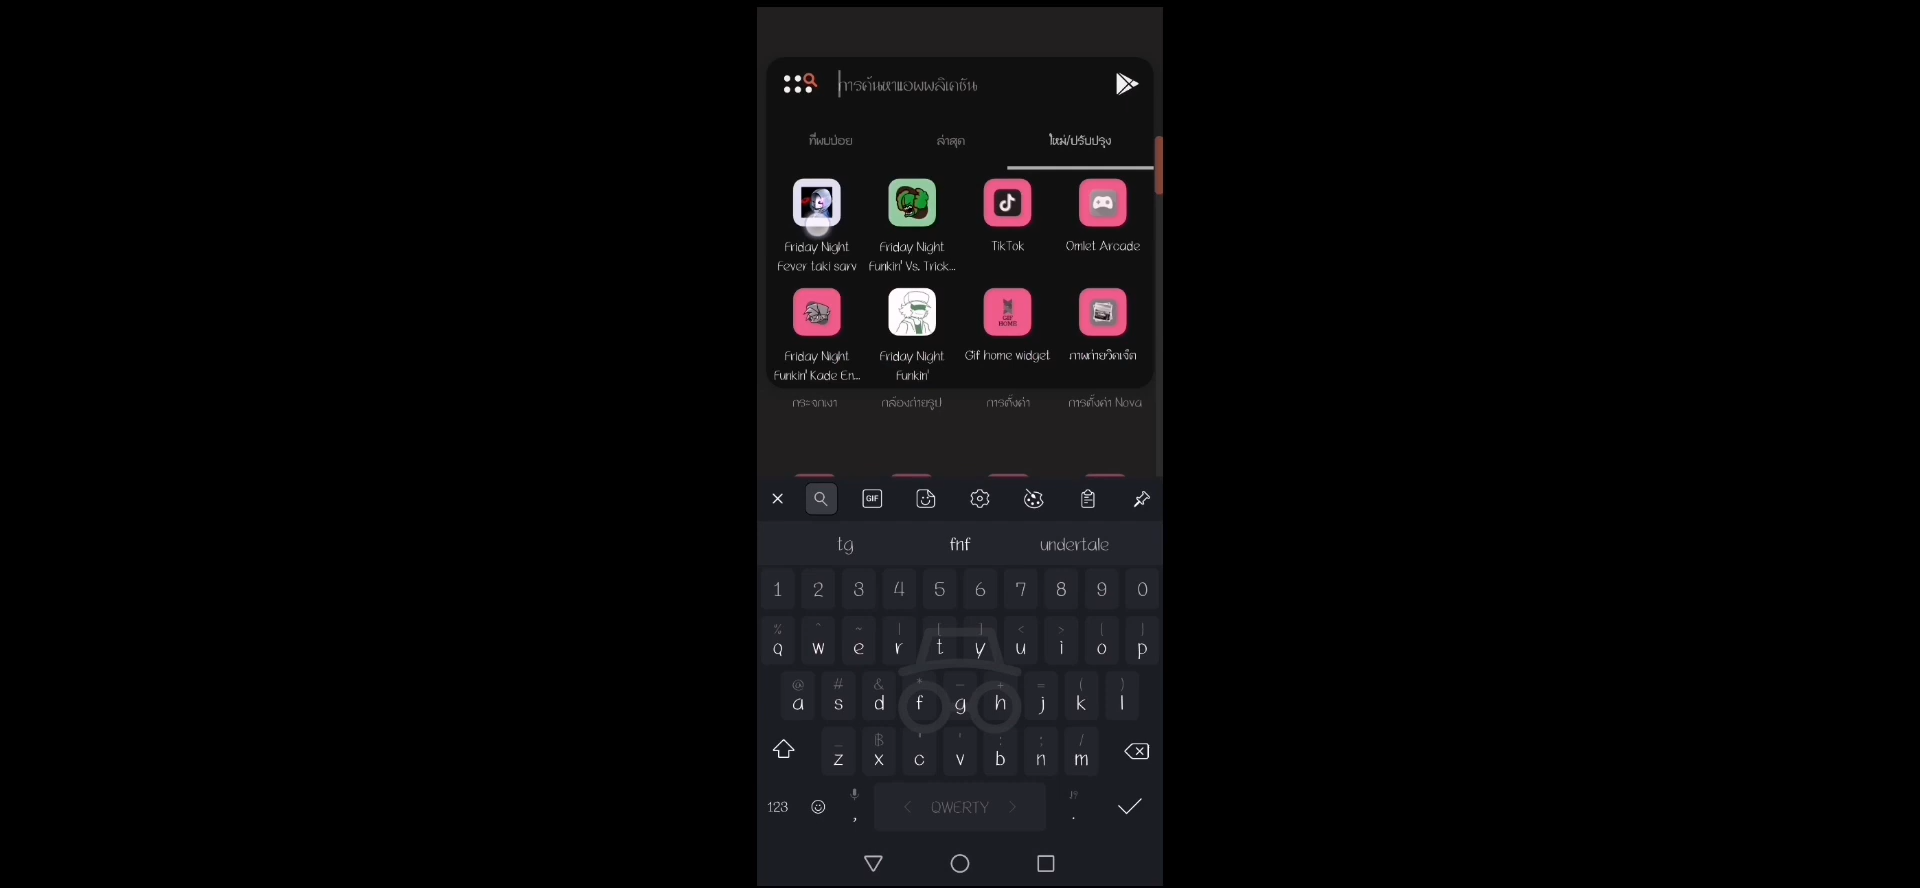 การค้นหาแอพพลิเคชัน
ที่พบบ่อย ล่าสุด ใหม่/ปรับปรุง
Friday Night Friday Night TikTok Omlet Arcade
Fever taki sarv Funkin' Vs. Trick...
GIF
HOME
Friday Night Friday Night Gif home widget ภาพถ่ายวิดเจ็ต
Funkin' Kade En... Funkin'
กระจกเงา กล้องถ่ายรูป การตั้งค่า การตั้งค่า Nova
GIF
tg fnf undertale
1 2 3 4 5 6 7 8 9 0
% ^ ~ | [ ] < > { }
q w e r t y u i o p
@ # & * - + = ( )
a s d f g h j k l
_ ฿ " ' : ; /
z x c v b n m
123 , QWERTY .